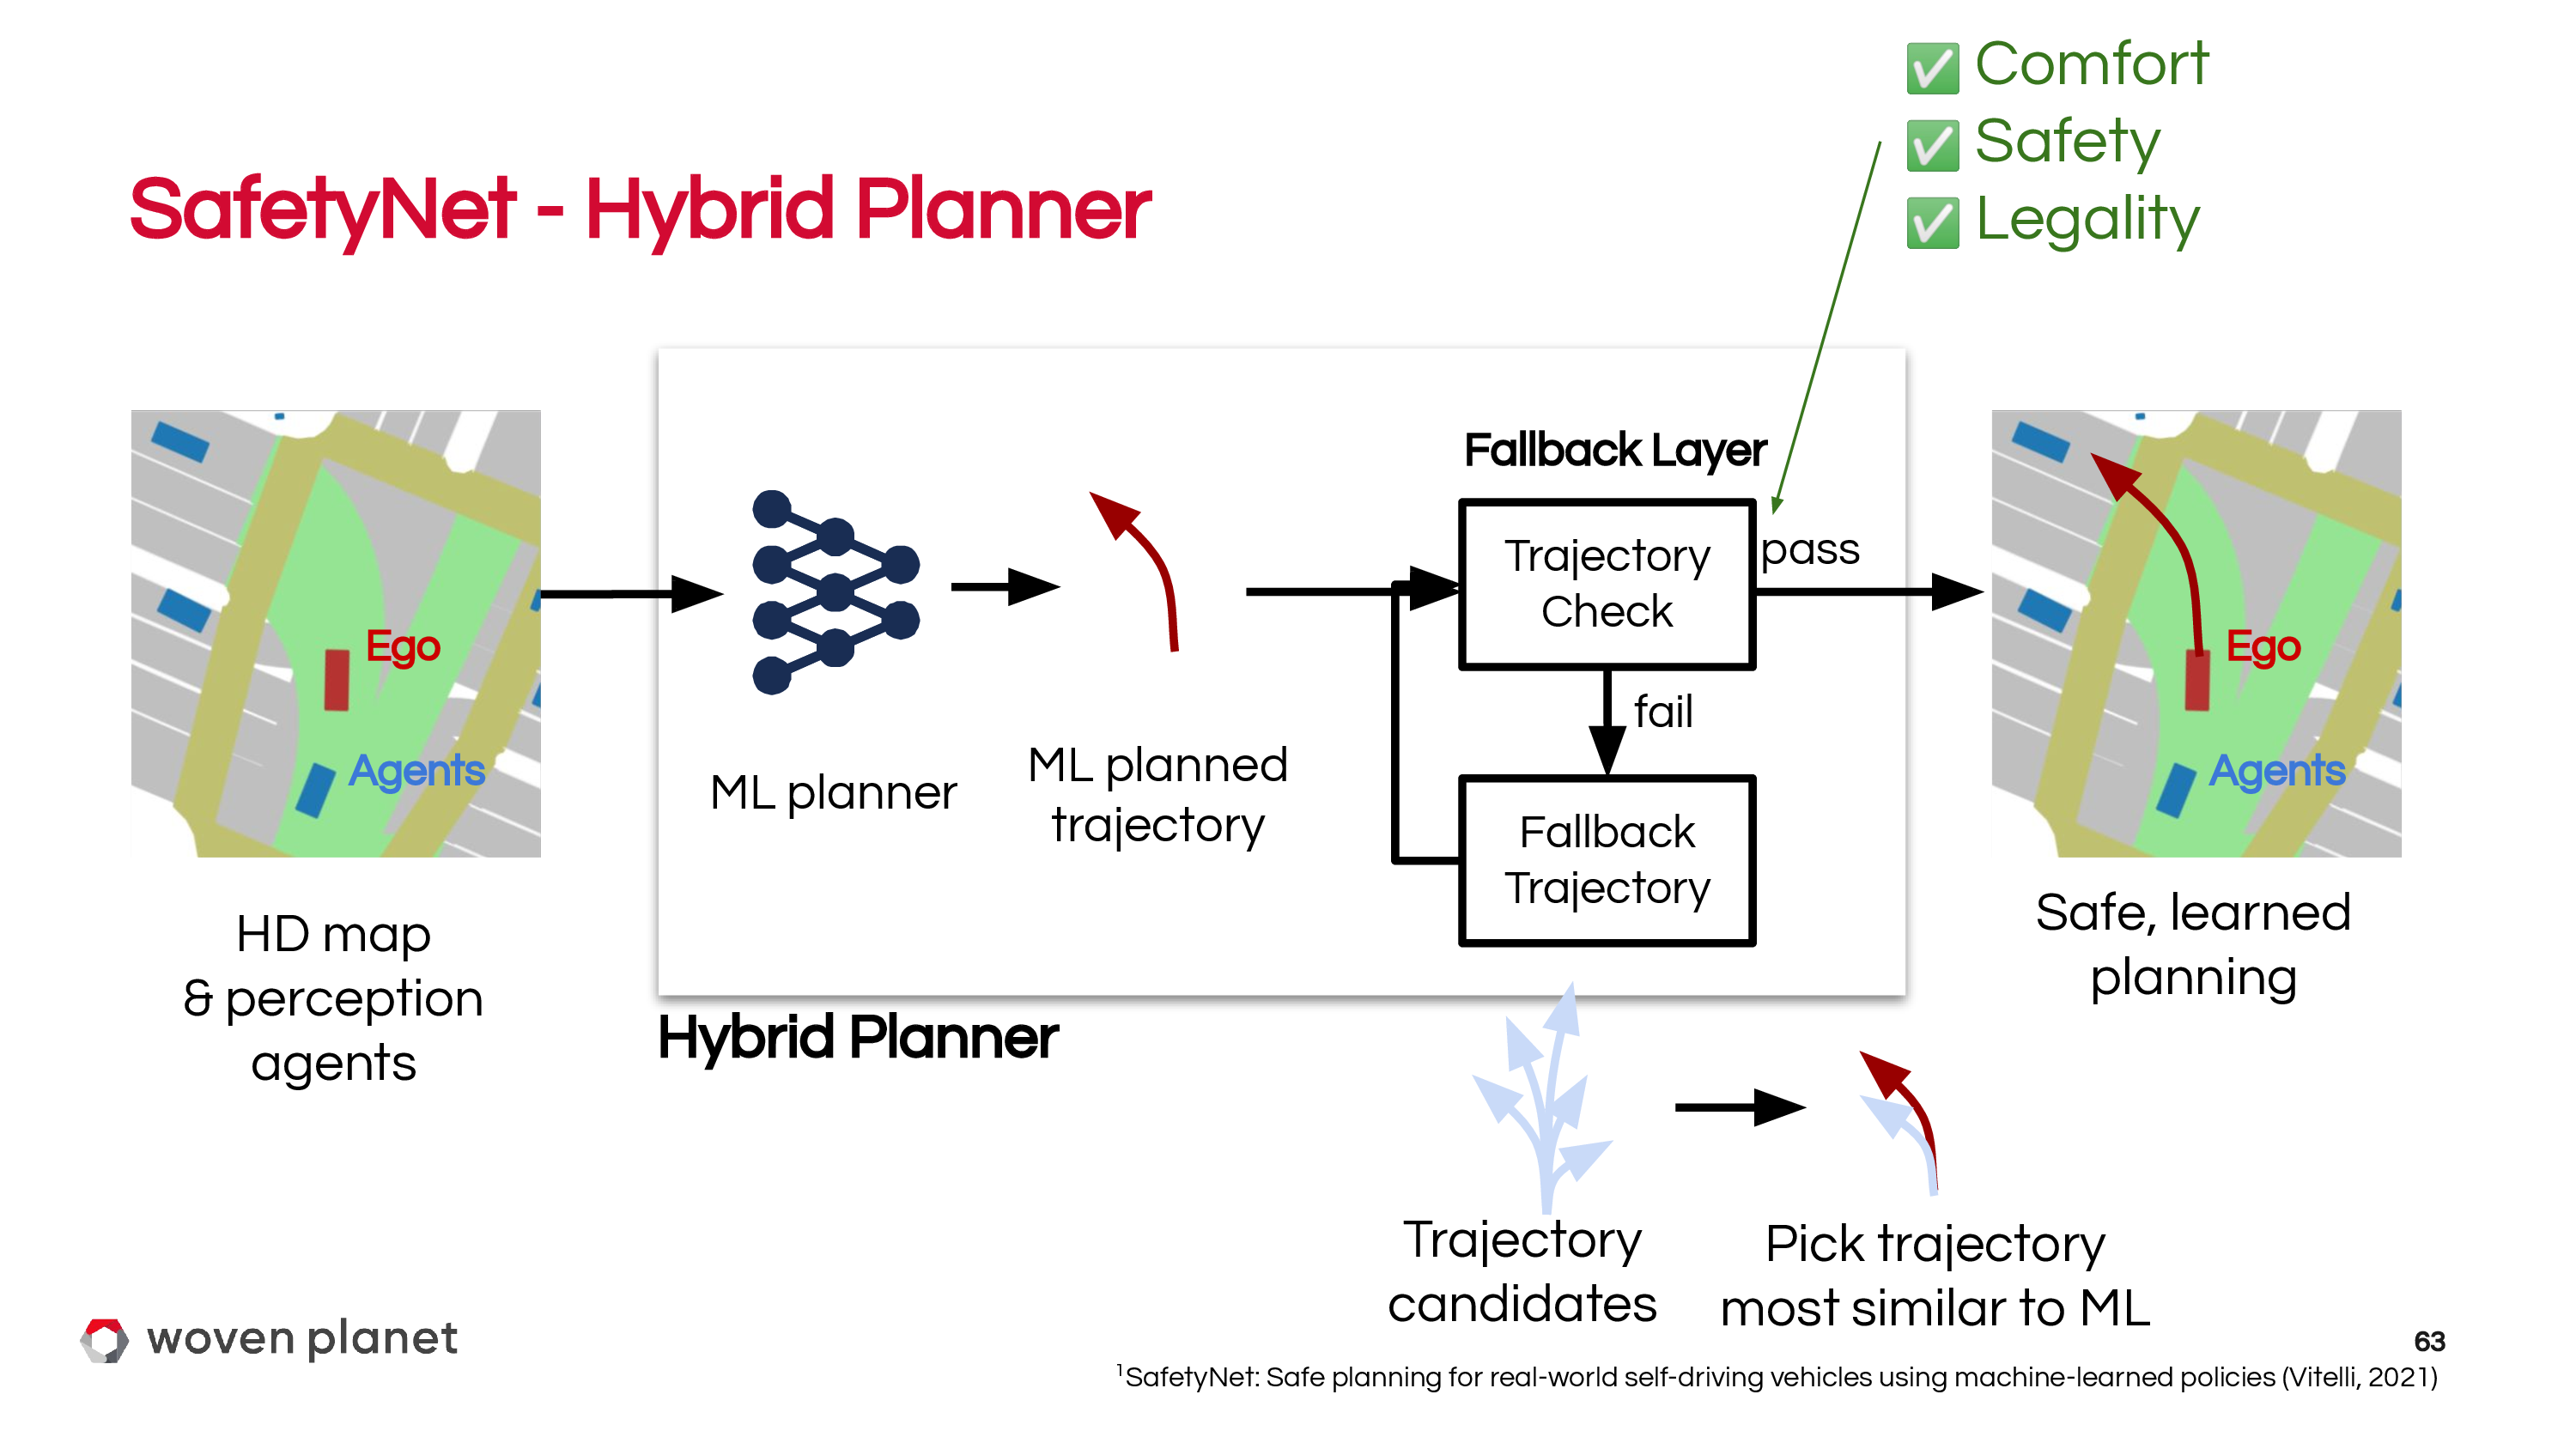 Comfort
Safety
Legality
SafetyNet - Hybrid Planner
Ego
Agents
HD map
& perception
agents
ML planner
ML planned
trajectory
Fallback Layer
Trajectory
Check
pass
fail
Fallback
Trajectory
Hybrid Planner
Ego
Agents
Safe, learned
planning
Trajectory
candidates
Pick trajectory
most similar to ML
woven planet
63
¹SafetyNet: Safe planning for real-world self-driving vehicles using machine-learned policies (Vitelli, 2021)